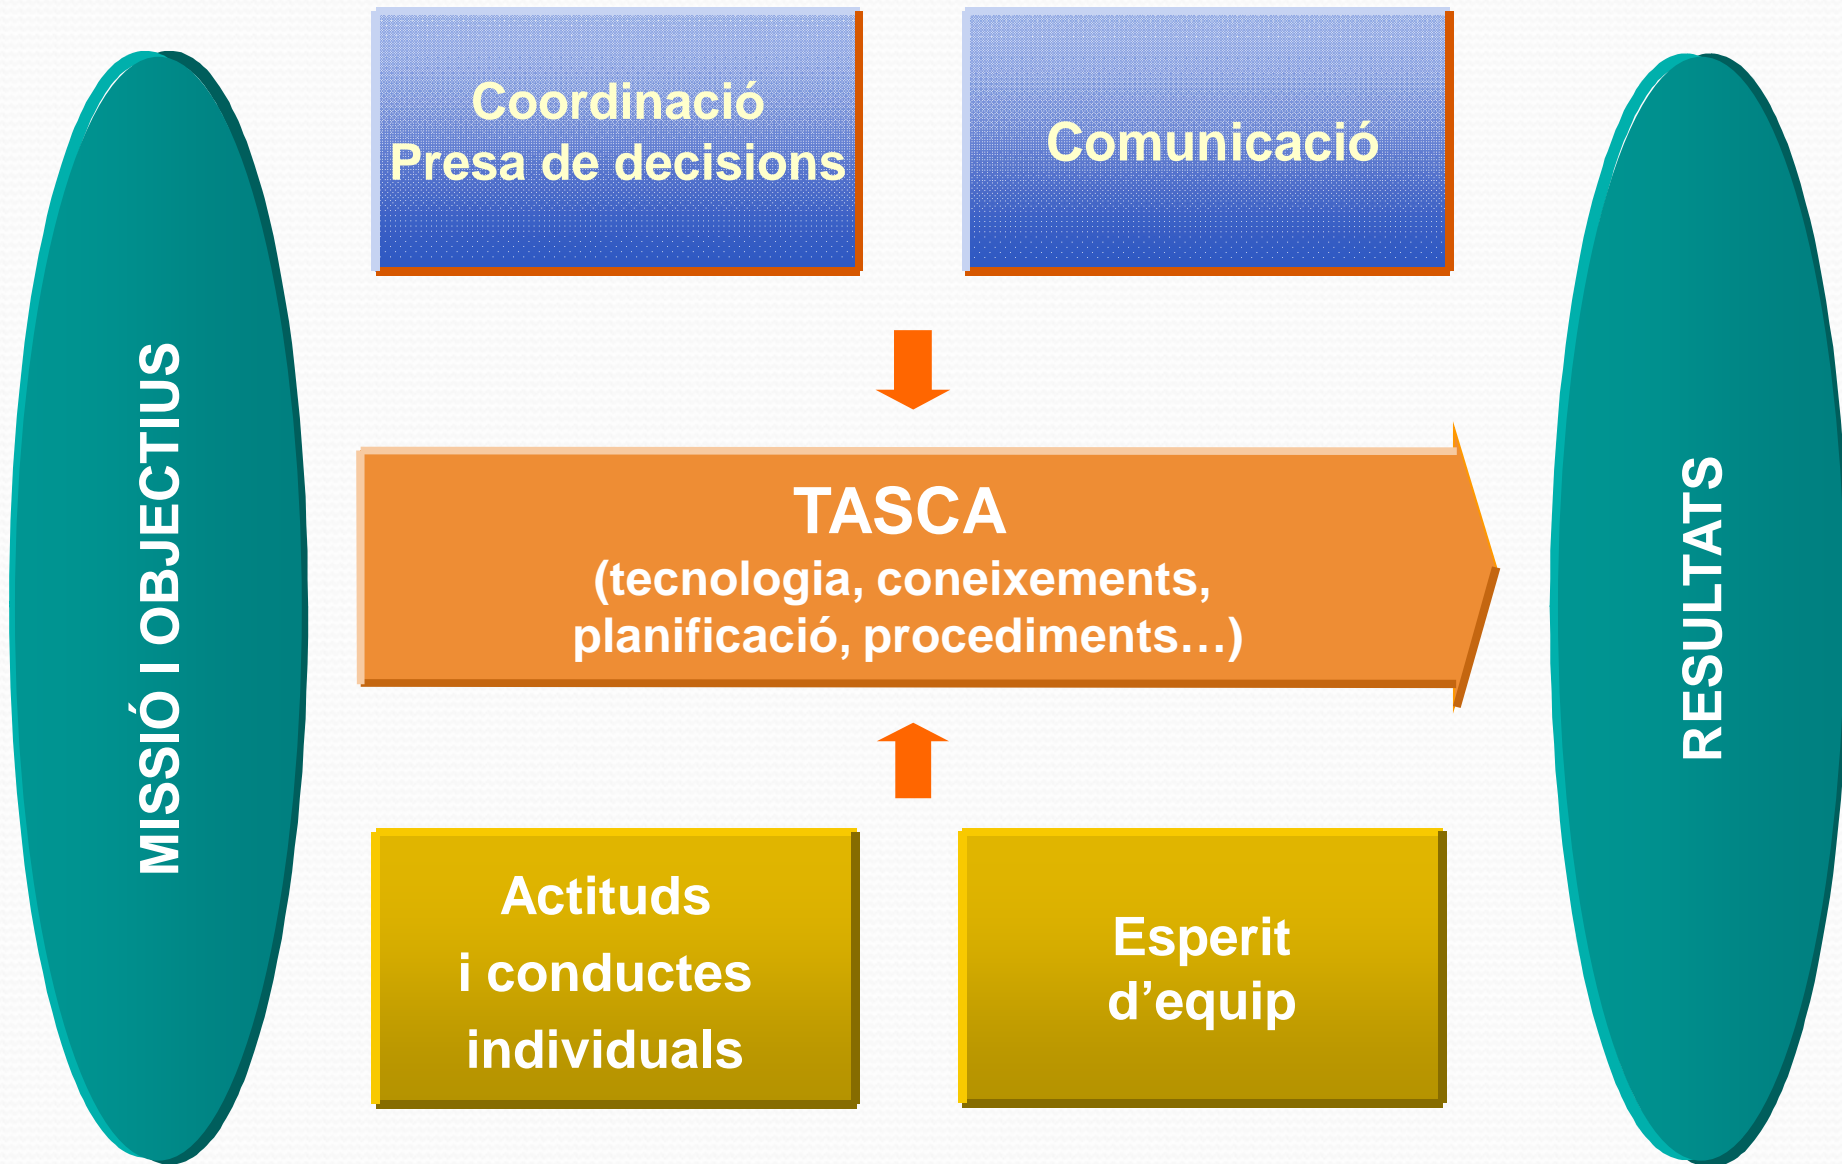 MISSIÓ I OBJECTIUS
Coordinació
Presa de decisions
Comunicació
TASCA
(tecnologia, coneixements,
planificació, procediments…)
Actituds
i conductes
individuals
Esperit
d’equip
RESULTATS